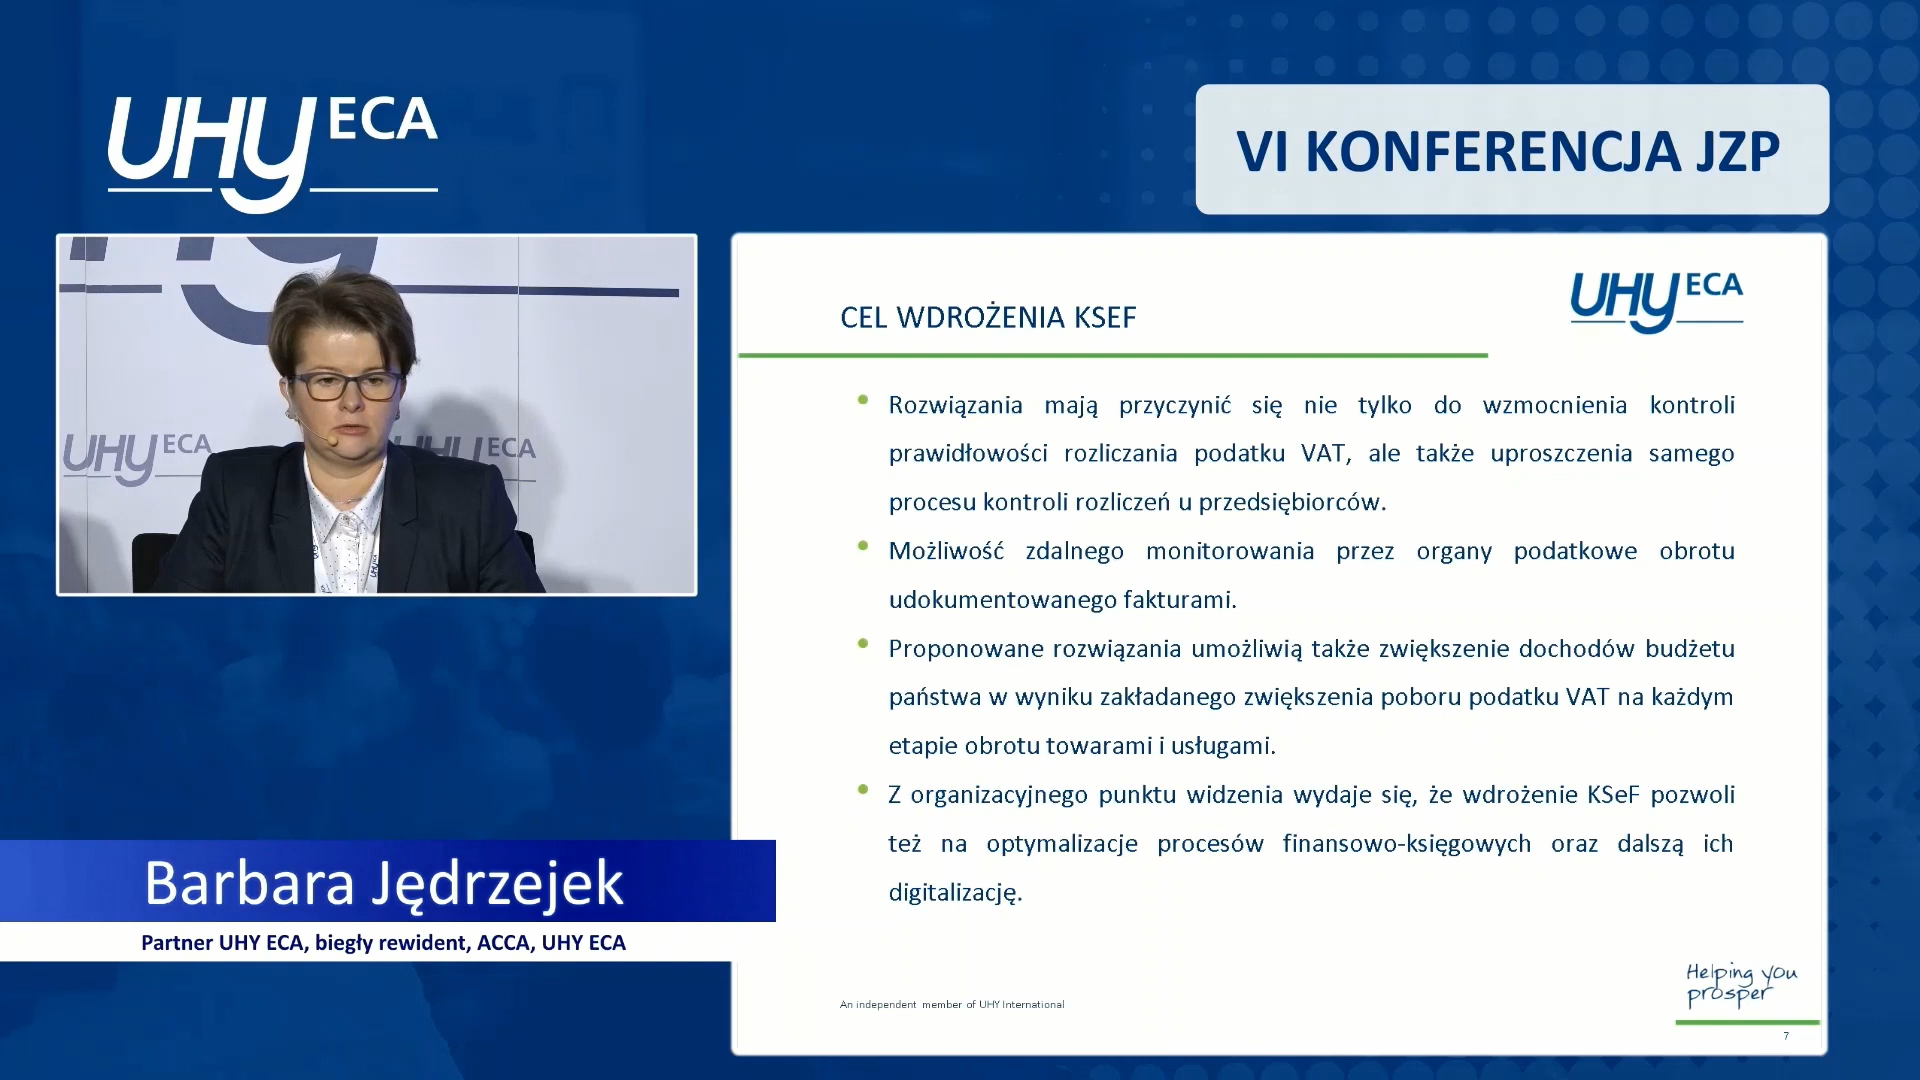 UHY ECA
VI KONFERENCJA JZP
UHY ECA
UHY ECA
CEL WDROŻENIA KSEF
UHY ECA
• Rozwiązania mają przyczynić się nie tylko do wzmocnienia kontroli
prawidłowości rozliczania podatku VAT, ale także uproszczenia samego
procesu kontroli rozliczeń u przedsiębiorców.
• Możliwość zdalnego monitorowania przez organy podatkowe obrotu
udokumentowanego fakturami.
• Proponowane rozwiązania umożliwią także zwiększenie dochodów budżetu
państwa w wyniku zakładanego zwiększenia poboru podatku VAT na każdym
etapie obrotu towarami i usługami.
• Z organizacyjnego punktu widzenia wydaje się, że wdrożenie KSeF pozwoli
też na optymalizacje procesów finansowo-księgowych oraz dalszą ich
digitalizację.
Barbara Jędrzejek
Partner UHY ECA, biegły rewident, ACCA, UHY ECA
Helping you
prosper
An independent member of UHY International
7